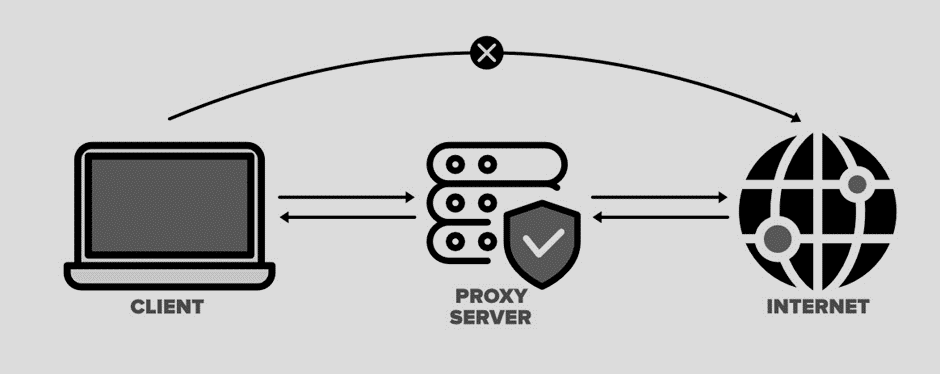 CLIENT
PROXY
SERVER
INTERNET